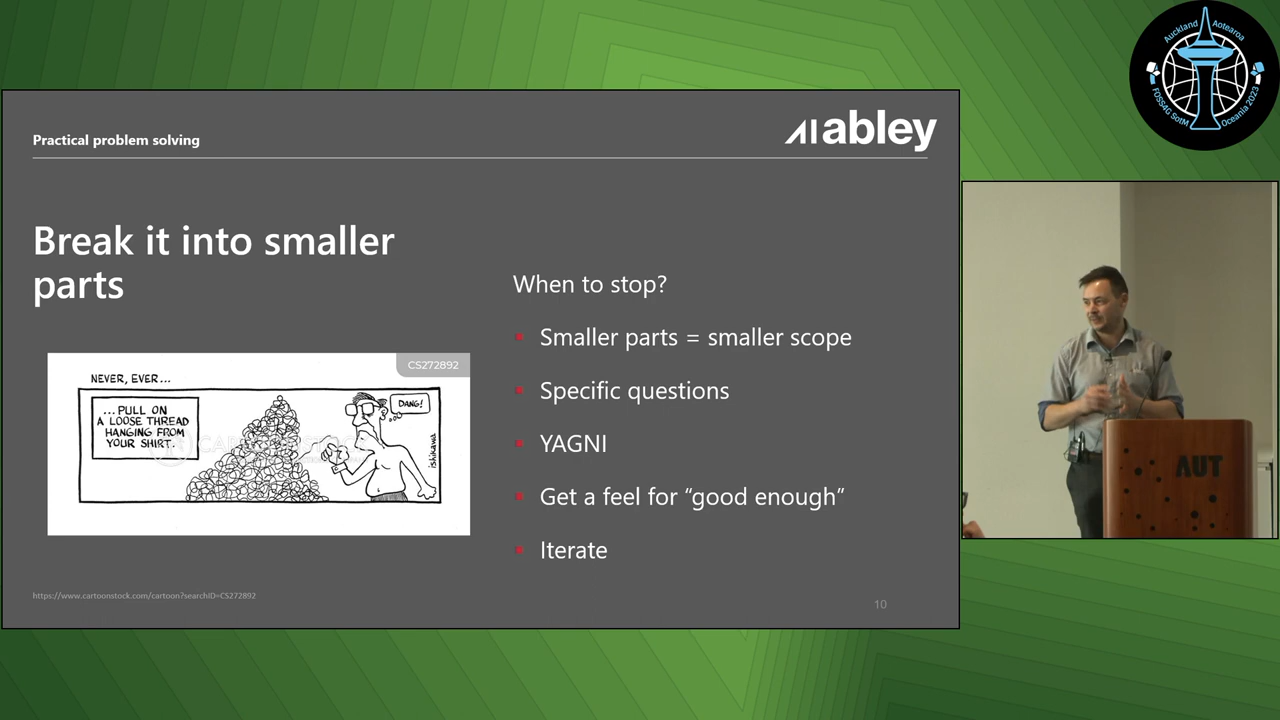 Auckland Aotearoa
FOSS4G SotM Oceania 2023
Practical problem solving
abley
Break it into smaller
parts
CS272892
NEVER, EVER...
...PULL ON
A LOOSE THREAD
HANGING FROM
YOUR SHIRT.
DANG!
ishikawa
When to stop?
Smaller parts = smaller scope
Specific questions
YAGNI
Get a feel for “good enough”
Iterate
https://www.cartoonstock.com/cartoon?searchID=CS272892
10
AUT